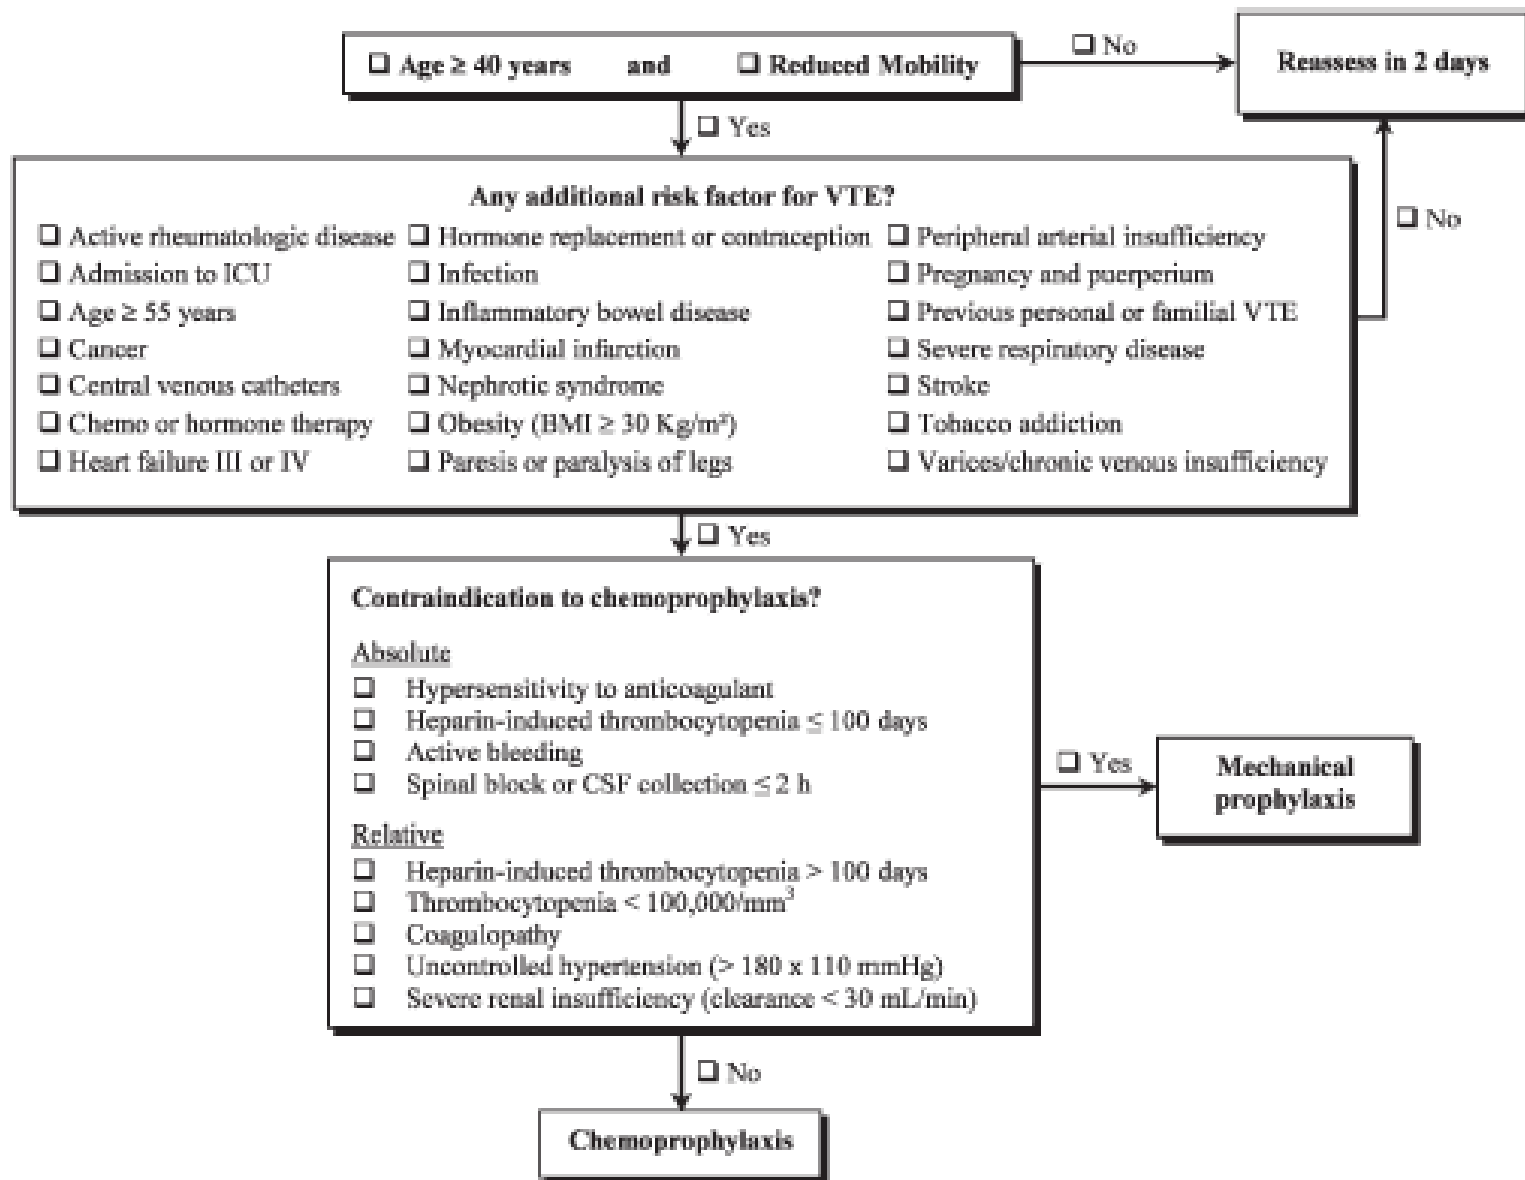 ❑ Age ≥ 40 years and ❑ Reduced Mobility
❑ No
Reassess in 2 days
❑ Yes
Any additional risk factor for VTE?
❑ Active rheumatologic disease ❑ Hormone replacement or contraception ❑ Peripheral arterial insufficiency
❑ Admission to ICU ❑ Infection ❑ Pregnancy and puerperium
❑ Age ≥ 55 years ❑ Inflammatory bowel disease ❑ Previous personal or familial VTE
❑ Cancer ❑ Myocardial infarction ❑ Severe respiratory disease
❑ Central venous catheters ❑ Nephrotic syndrome ❑ Stroke
❑ Chemo or hormone therapy ❑ Obesity (BMI ≥ 30 Kg/m²) ❑ Tobacco addiction
❑ Heart failure III or IV ❑ Paresis or paralysis of legs ❑ Varices/chronic venous insufficiency
❑ No
❑ Yes
Contraindication to chemoprophylaxis?
Absolute
❑ Hypersensitivity to anticoagulant
❑ Heparin-induced thrombocytopenia ≤ 100 days
❑ Active bleeding
❑ Spinal block or CSF collection ≤ 2 h
Relative
❑ Heparin-induced thrombocytopenia > 100 days
❑ Thrombocytopenia < 100,000/mm³
❑ Coagulopathy
❑ Uncontrolled hypertension (> 180 x 110 mmHg)
❑ Severe renal insufficiency (clearance < 30 mL/min)
❑ Yes
Mechanical
prophylaxis
❑ No
Chemoprophylaxis